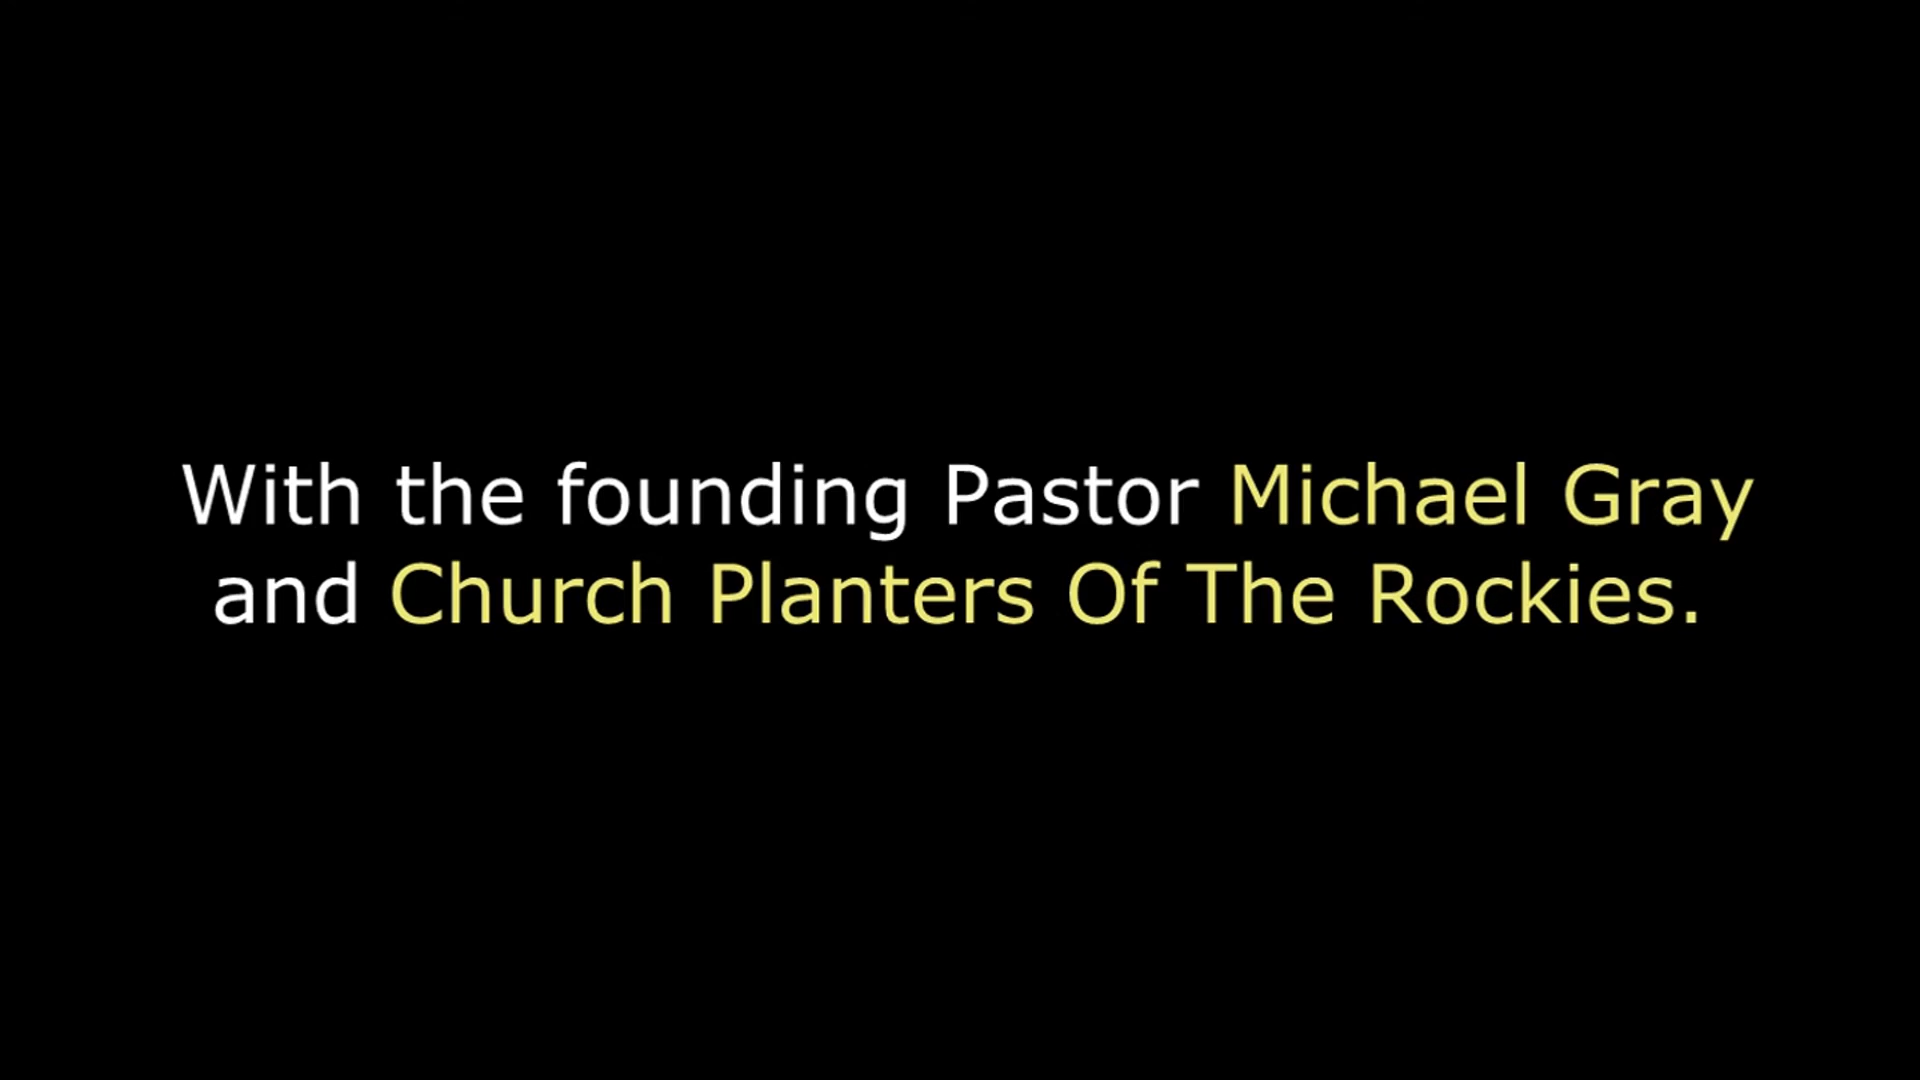 With the founding Pastor Michael Gray
and Church Planters Of The Rockies.